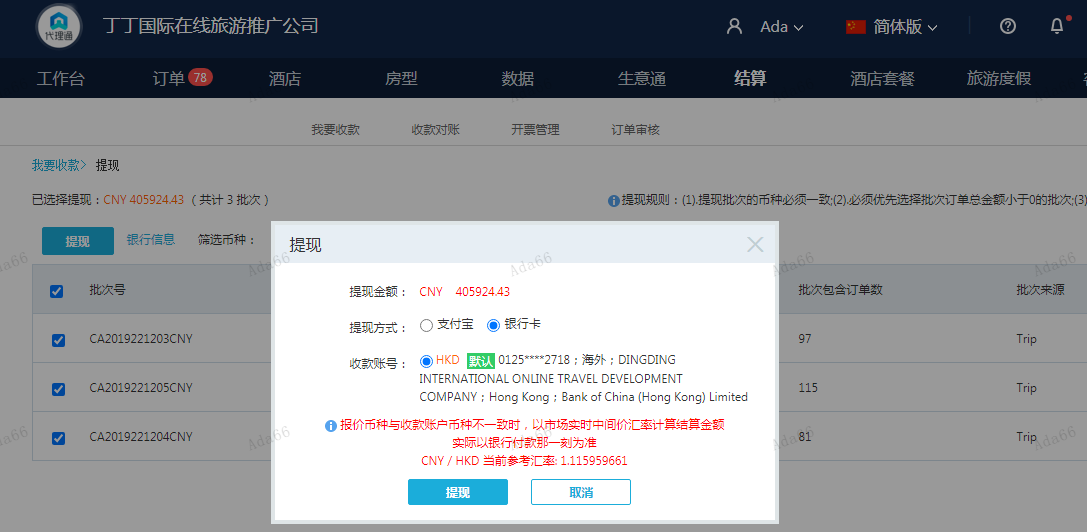 代理通
丁丁国际在线旅游推广公司
Ada
简体版
工作台 订单 78 酒店 房型 数据 生意通 结算 酒店套餐 旅游度假
我要收款 收款对账 开票管理 订单审核
我要收款> 提现
已选择提现：CNY 405924.43 （ 共计 3 批次 ）
提现规则：(1).提现批次的币种必须一致;(2).必须优先选择批次订单总金额小于0的批次;(3)
提现 银行信息 筛选币种：
批次号 批次包含订单数 批次来源
CA2019221203CNY 97 Trip
CA2019221205CNY 115 Trip
CA2019221204CNY 81 Trip
提现
提现金额： CNY 405924.43
提现方式： 支付宝 银行卡
收款账号： HKD 默认 0125****2718；海外；DINGDING
INTERNATIONAL ONLINE TRAVEL DEVELOPMENT
COMPANY；Hong Kong；Bank of China (Hong Kong) Limited
报价币种与收款账户币种不一致时，以市场实时中间价汇率计算结算金额
实际以银行付款那一刻为准
CNY / HKD 当前参考汇率: 1.115959661
提现 取消
Ada66
Ada66
Ada66
Ada66
Ada66
Ada66